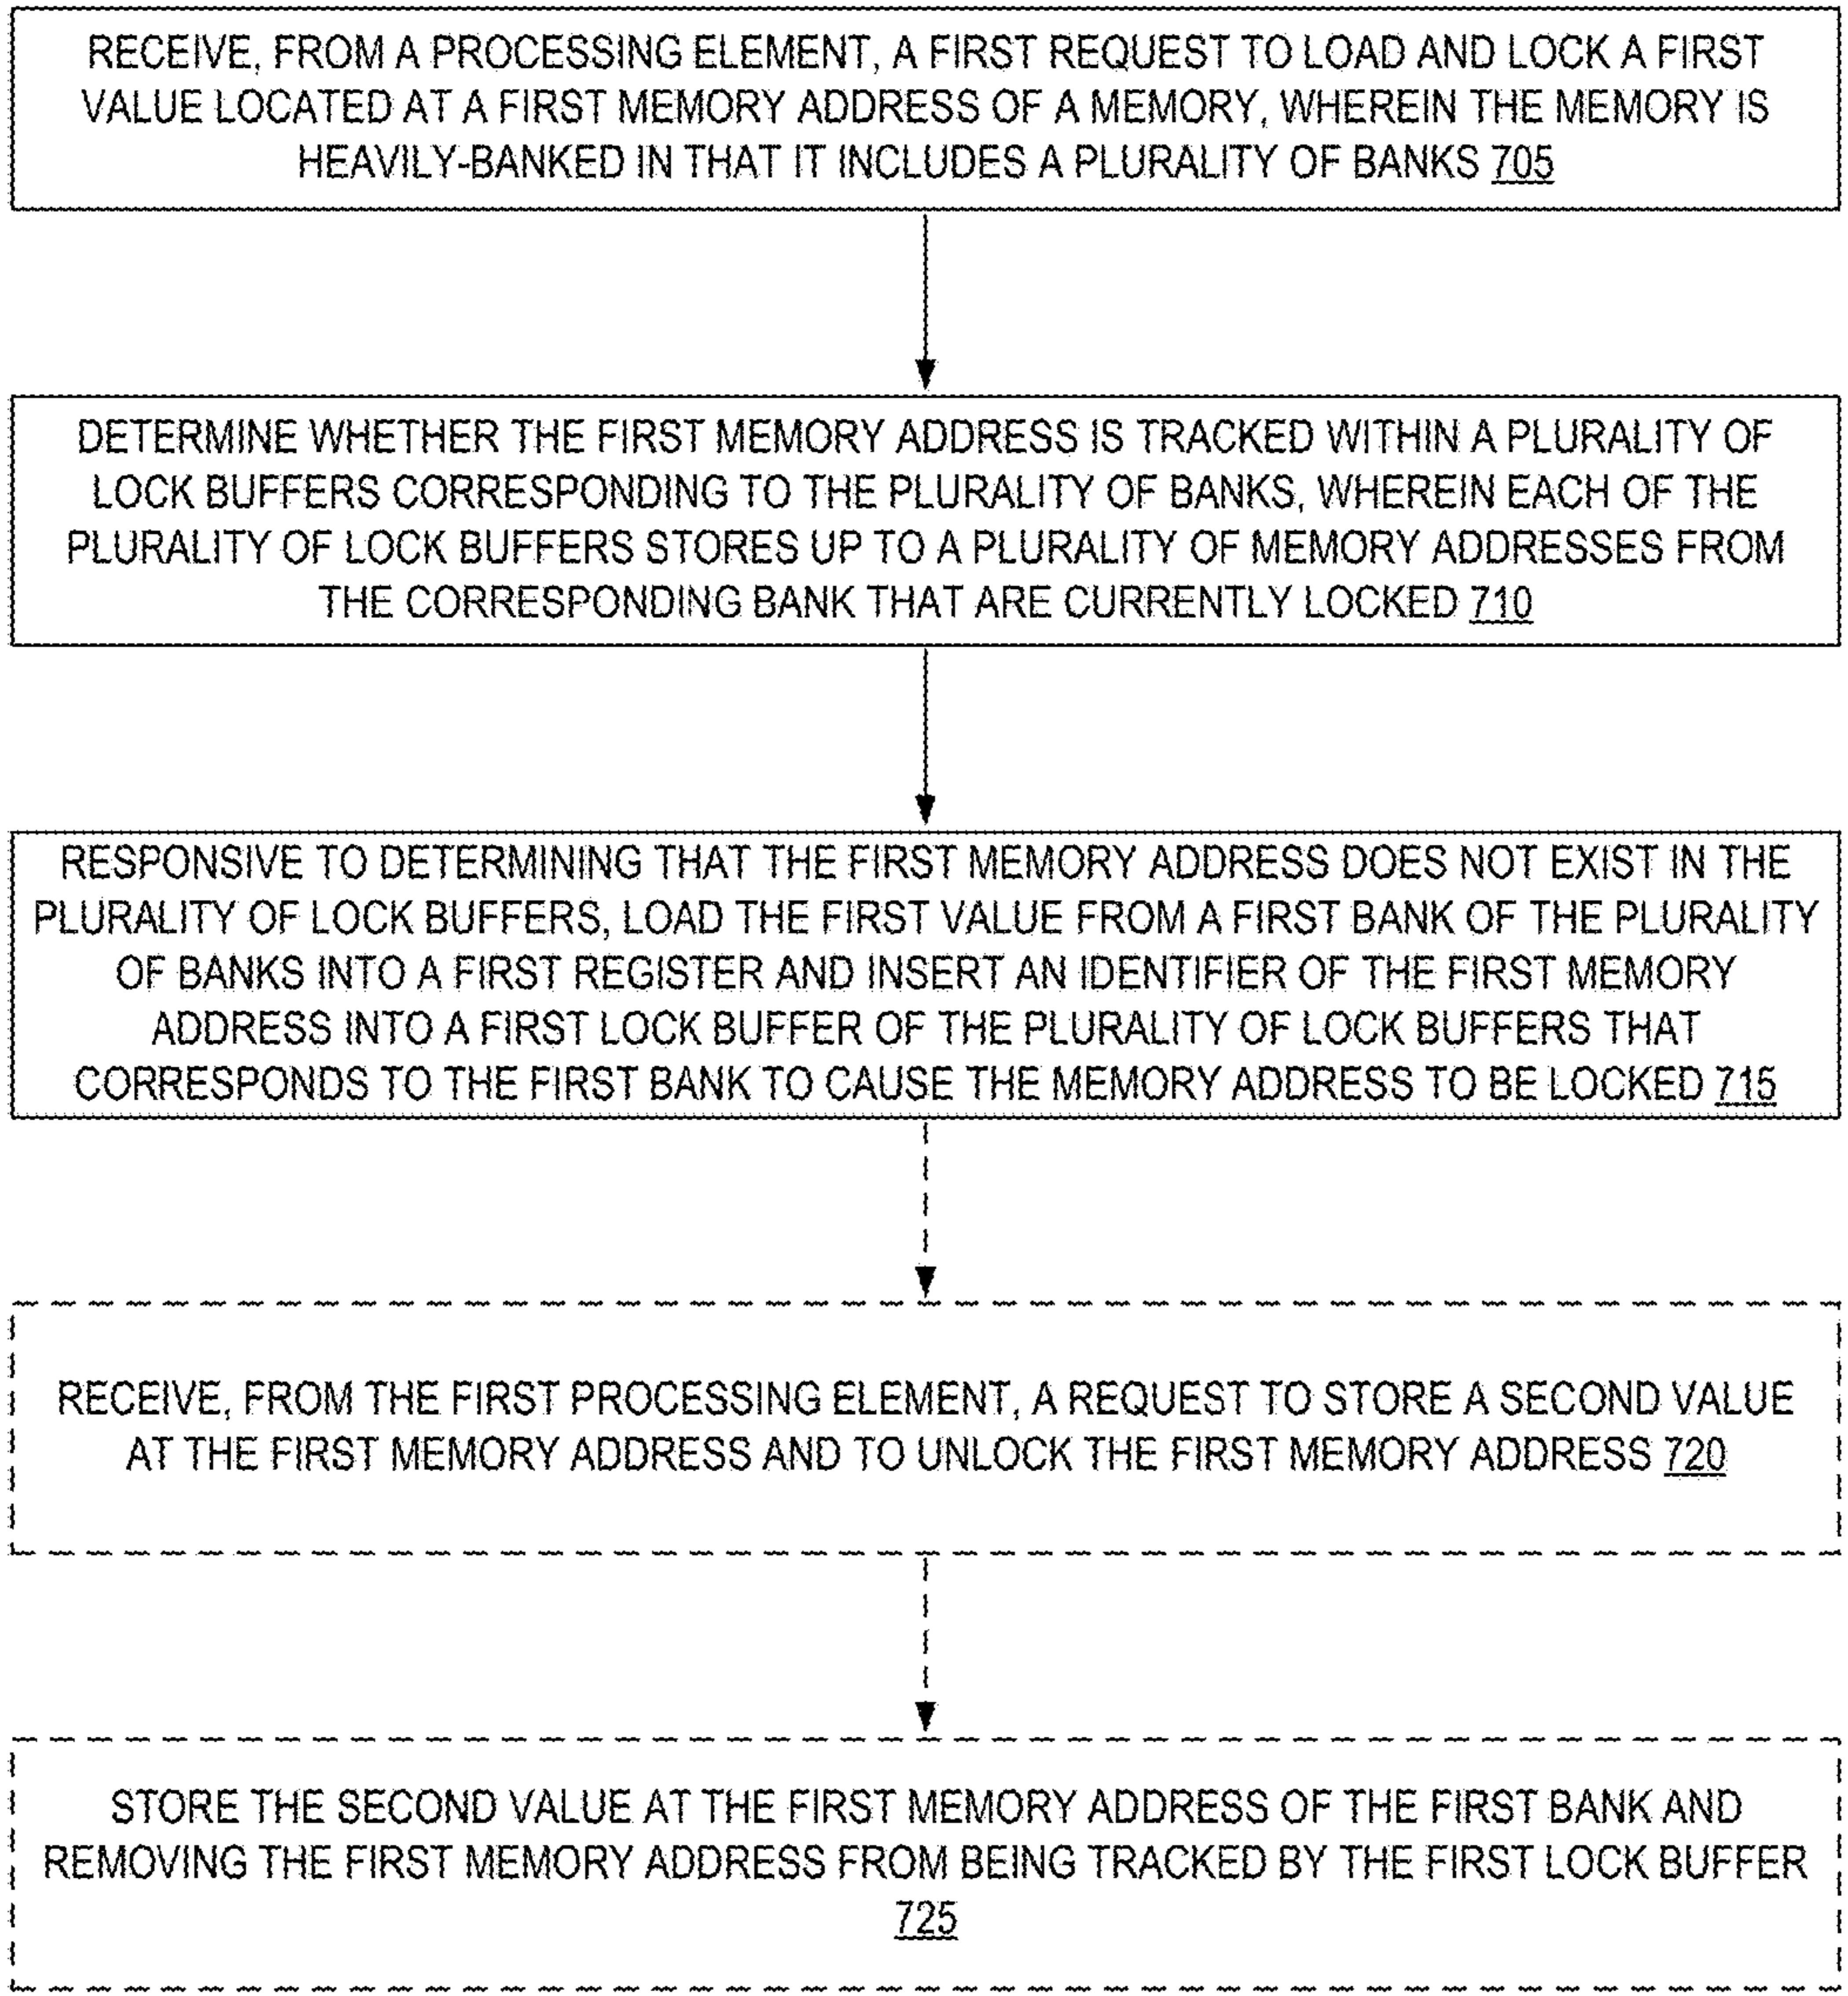 RECEIVE, FROM A PROCESSING ELEMENT, A FIRST REQUEST TO LOAD AND LOCK A FIRST
VALUE LOCATED AT A FIRST MEMORY ADDRESS OF A MEMORY, WHEREIN THE MEMORY IS
HEAVILY-BANKED IN THAT IT INCLUDES A PLURALITY OF BANKS 705
DETERMINE WHETHER THE FIRST MEMORY ADDRESS IS TRACKED WITHIN A PLURALITY OF
LOCK BUFFERS CORRESPONDING TO THE PLURALITY OF BANKS, WHEREIN EACH OF THE
PLURALITY OF LOCK BUFFERS STORES UP TO A PLURALITY OF MEMORY ADDRESSES FROM
THE CORRESPONDING BANK THAT ARE CURRENTLY LOCKED 710
RESPONSIVE TO DETERMINING THAT THE FIRST MEMORY ADDRESS DOES NOT EXIST IN THE
PLURALITY OF LOCK BUFFERS, LOAD THE FIRST VALUE FROM A FIRST BANK OF THE PLURALITY
OF BANKS INTO A FIRST REGISTER AND INSERT AN IDENTIFIER OF THE FIRST MEMORY
ADDRESS INTO A FIRST LOCK BUFFER OF THE PLURALITY OF LOCK BUFFERS THAT
CORRESPONDS TO THE FIRST BANK TO CAUSE THE MEMORY ADDRESS TO BE LOCKED 715
RECEIVE, FROM THE FIRST PROCESSING ELEMENT, A REQUEST TO STORE A SECOND VALUE
AT THE FIRST MEMORY ADDRESS AND TO UNLOCK THE FIRST MEMORY ADDRESS 720
STORE THE SECOND VALUE AT THE FIRST MEMORY ADDRESS OF THE FIRST BANK AND
REMOVING THE FIRST MEMORY ADDRESS FROM BEING TRACKED BY THE FIRST LOCK BUFFER
725